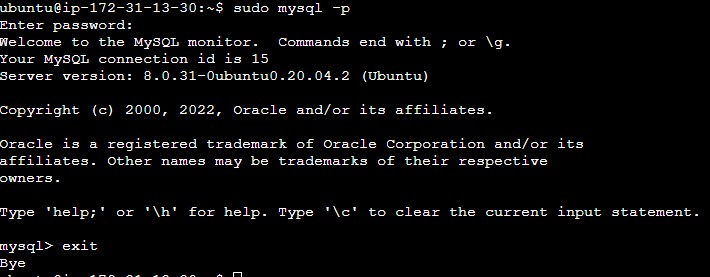 ubuntu@ip-172-31-13-30:~$ sudo mysql -p
Enter password:
Welcome to the MySQL monitor.  Commands end with ; or \g.
Your MySQL connection id is 15
Server version: 8.0.31-0ubuntu0.20.04.2 (Ubuntu)

Copyright (c) 2000, 2022, Oracle and/or its affiliates.

Oracle is a registered trademark of Oracle Corporation and/or its
affiliates. Other names may be trademarks of their respective
owners.

Type 'help;' or '\h' for help. Type '\c' to clear the current input statement.

mysql> exit
Bye